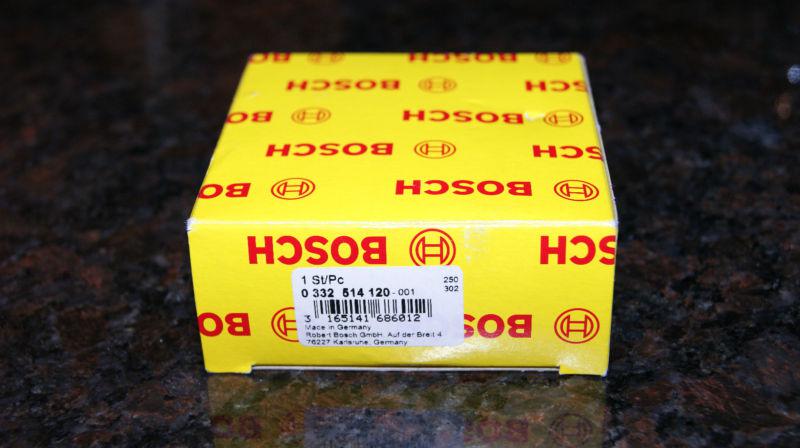 BOSCH
BOSCH
BOSCH
BOSCH
BOSCH
BOSCH
1 St/Pc 250
0 332 514 120 - 001 302
3 165141 686012
Made in Germany
Robert Bosch GmbH, Auf der Breit 4
76227 Karlsruhe, Germany
BOSCH